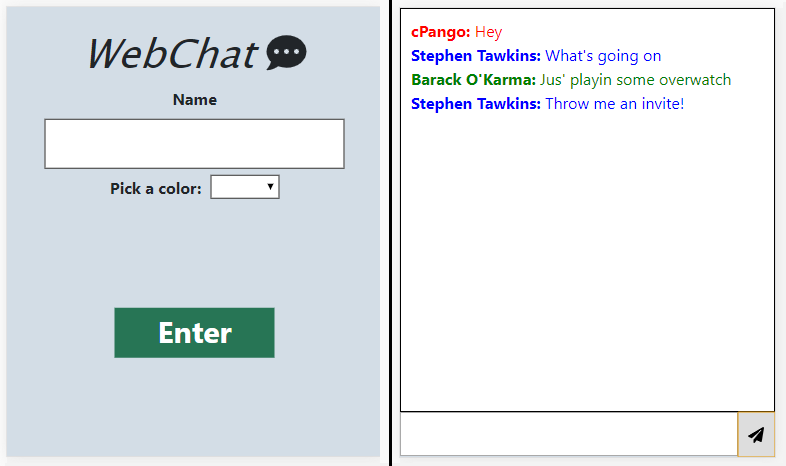 WebChat
Name
Pick a color:
Enter
cPango: Hey
Stephen Tawkins: What's going on
Barack O'Karma: Jus' playin some overwatch
Stephen Tawkins: Throw me an invite!